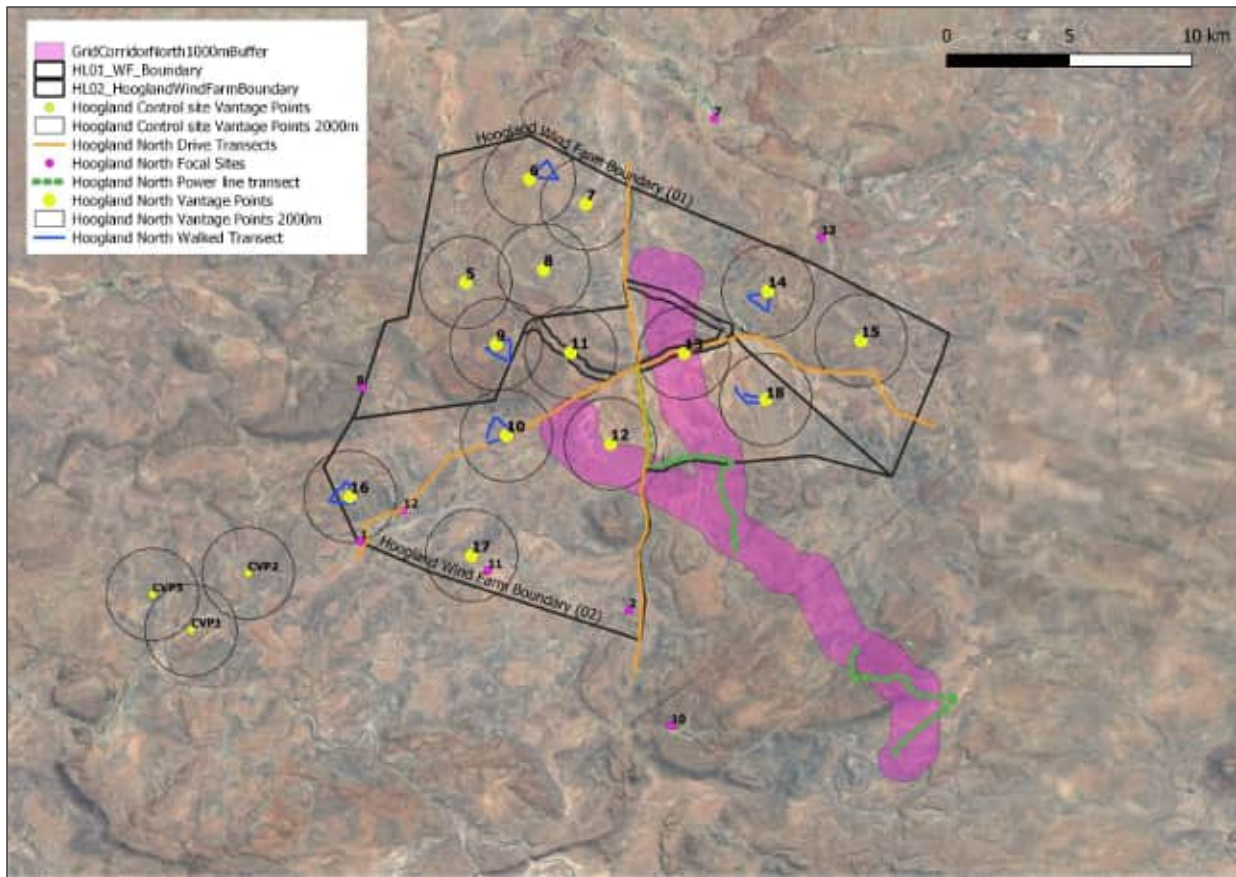 0 5 10 km
GridCorridorNorth1000mBuffer
HL01_WF_Boundary
HL02_HooglandWindFarmBoundary
Hoogland Control site Vantage Points
Hoogland Control site Vantage Points 2000m
Hoogland North Drive Transects
Hoogland North Focal Sites
Hoogland North Power line transect
Hoogland North Vantage Points
Hoogland North Vantage Points 2000m
Hoogland North Walked Transect
7
Hoogland Wind Farm Boundary (01)
6
7
13
5
8
14
9
11
13
15
18
10
12
16
12
1
17
11
Hoogland Wind Farm Boundary (02)
2
CVP2
CVP3
10